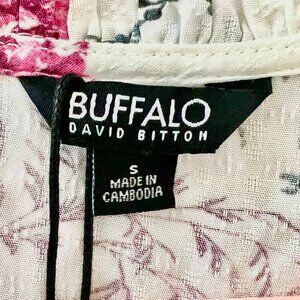 BUFFALO
DAVID BITTON
S
MADE IN
CAMBODIA